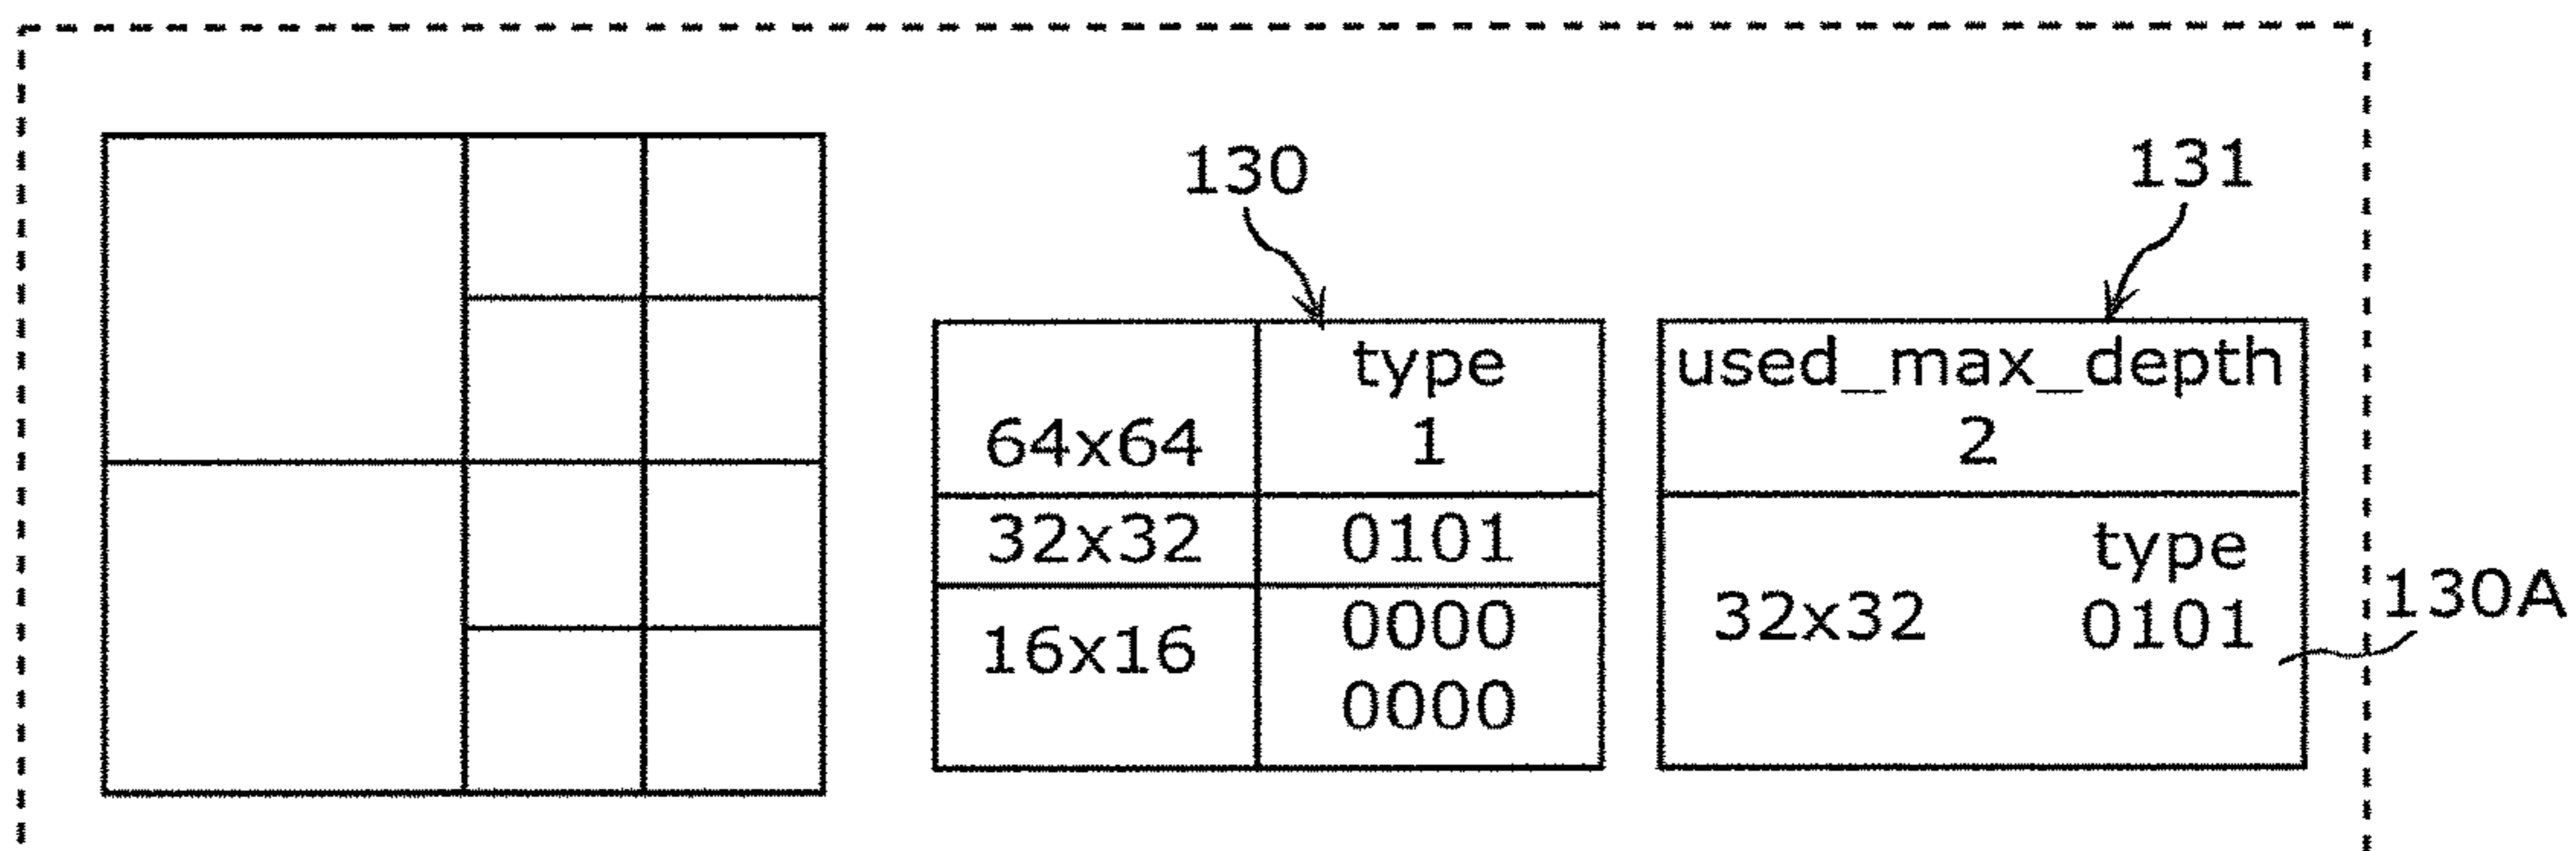 130
131
type
64x64 1
32x32 0101
16x16 0000
0000
used_max_depth
2
type
32x32 0101
130A